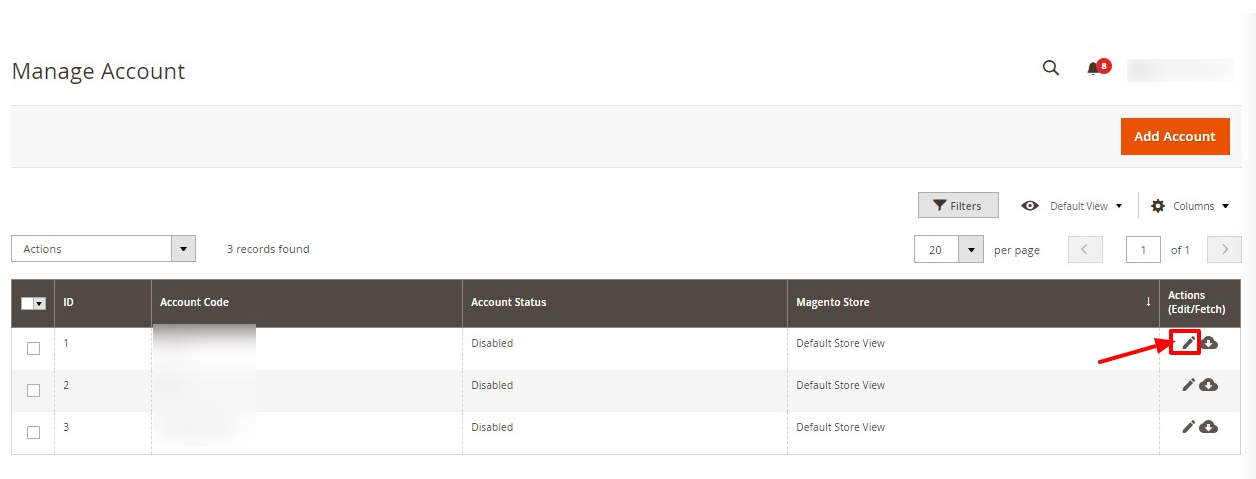 Manage Account
8
Add Account
Filters
Default View
Columns
Actions
3 records found
20
per page
1
of 1
ID
Account Code
Account Status
Magento Store
↓
Actions
(Edit/Fetch)
1
Disabled
Default Store View
2
Disabled
Default Store View
3
Disabled
Default Store View